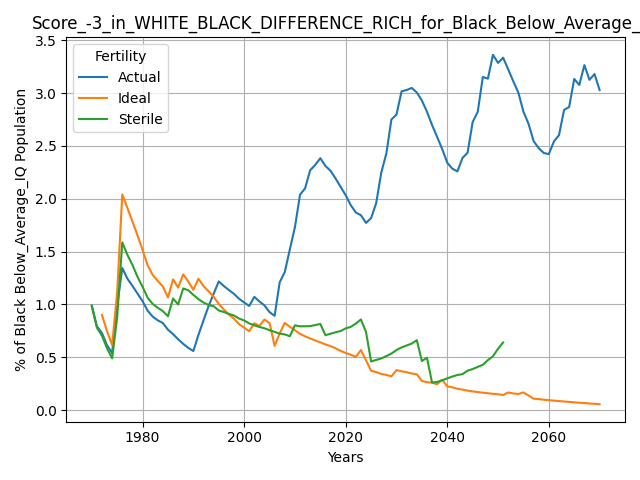 Score_-3_in_WHITE_BLACK_DIFFERENCE_RICH_for_Black_Below_Average_
% of Black Below_Average_IQ Population
3.5
3.0
2.5
2.0
1.5
1.0
0.5
0.0
Fertility
Actual
Ideal
Sterile
1980 2000 2020 2040 2060
Years